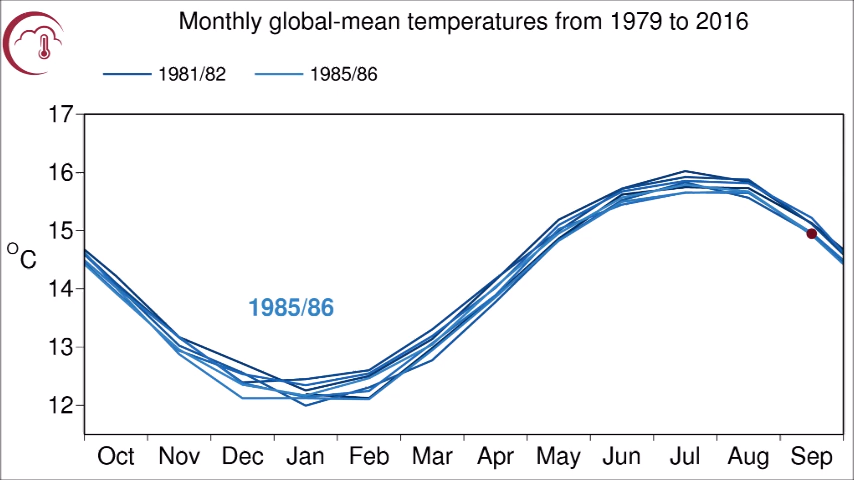 Monthly global-mean temperatures from 1979 to 2016
1981/82 1985/86
17
16
15
°C
14
13
12
1985/86
Oct Nov Dec Jan Feb Mar Apr May Jun Jul Aug Sep